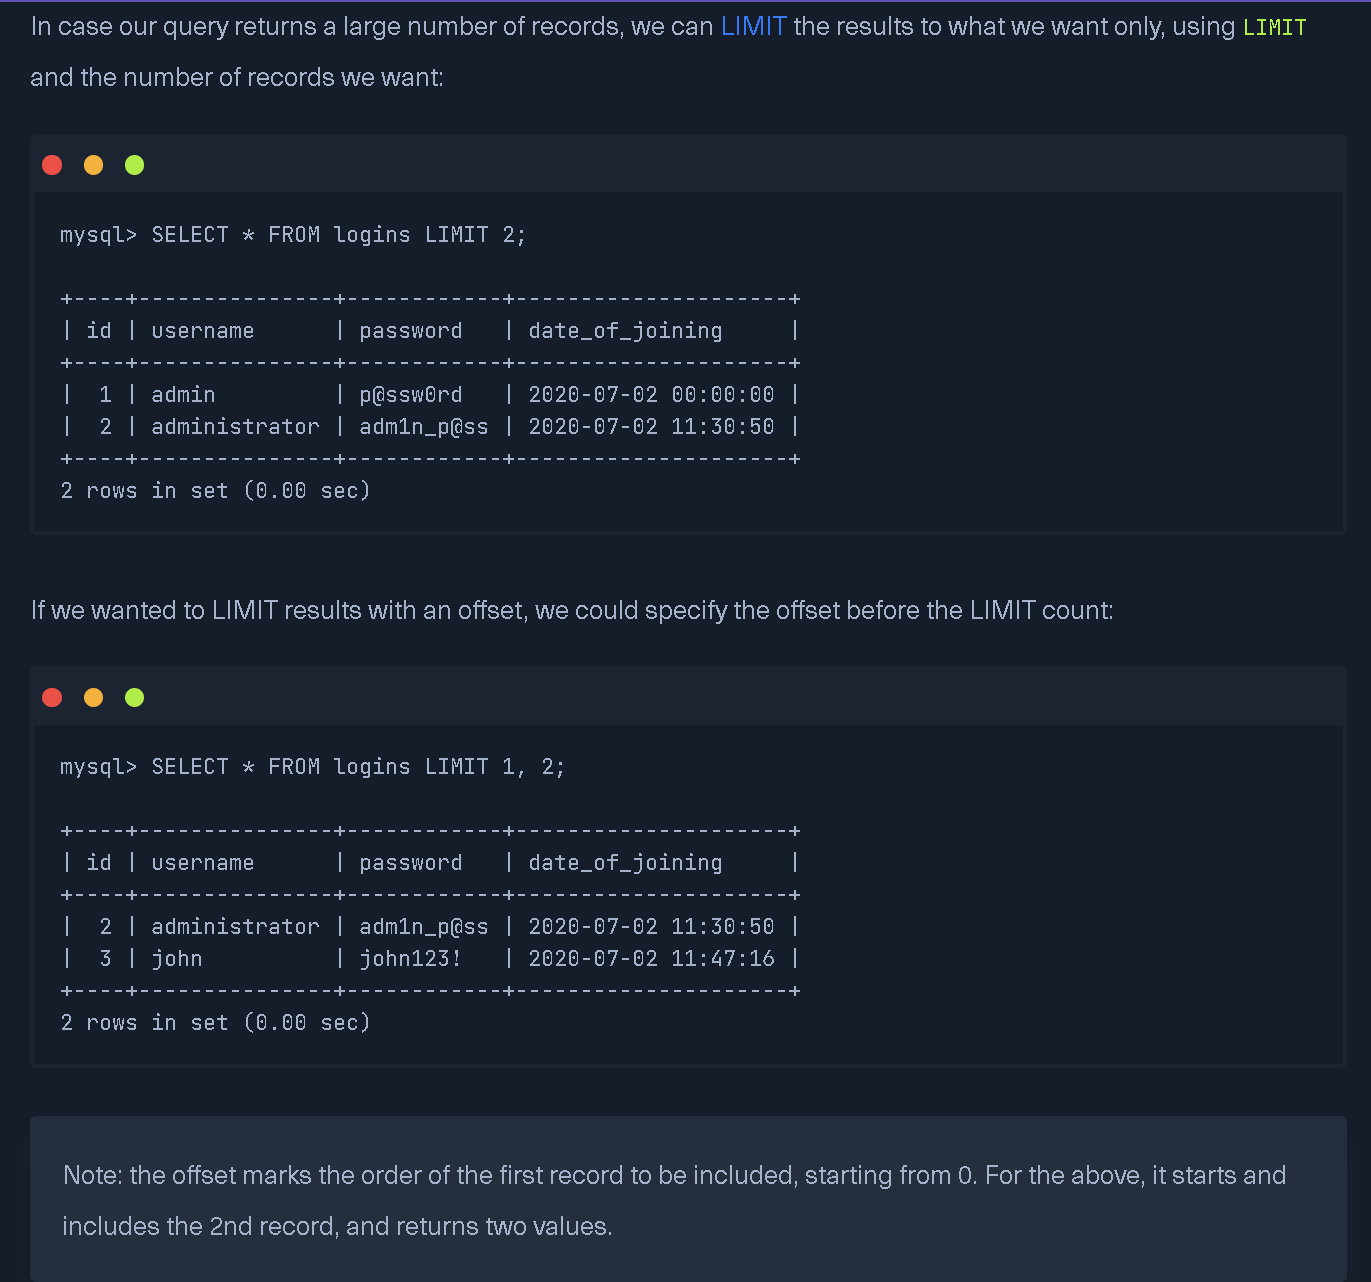 In case our query returns a large number of records, we can LIMIT the results to what we want only, using LIMIT
and the number of records we want:
mysql> SELECT * FROM logins LIMIT 2;
+----+---------------+------------+---------------------+
| id | username      | password   | date_of_joining     |
+----+---------------+------------+---------------------+
|  1 | admin         | p@ssw0rd   | 2020-07-02 00:00:00 |
|  2 | administrator | adm1n_p@ss | 2020-07-02 11:30:50 |
+----+---------------+------------+---------------------+
2 rows in set (0.00 sec)
If we wanted to LIMIT results with an offset, we could specify the offset before the LIMIT count:
mysql> SELECT * FROM logins LIMIT 1, 2;
+----+---------------+------------+---------------------+
| id | username      | password   | date_of_joining     |
+----+---------------+------------+---------------------+
|  2 | administrator | adm1n_p@ss | 2020-07-02 11:30:50 |
|  3 | john          | john123!   | 2020-07-02 11:47:16 |
+----+---------------+------------+---------------------+
2 rows in set (0.00 sec)
Note: the offset marks the order of the first record to be included, starting from 0. For the above, it starts and
includes the 2nd record, and returns two values.